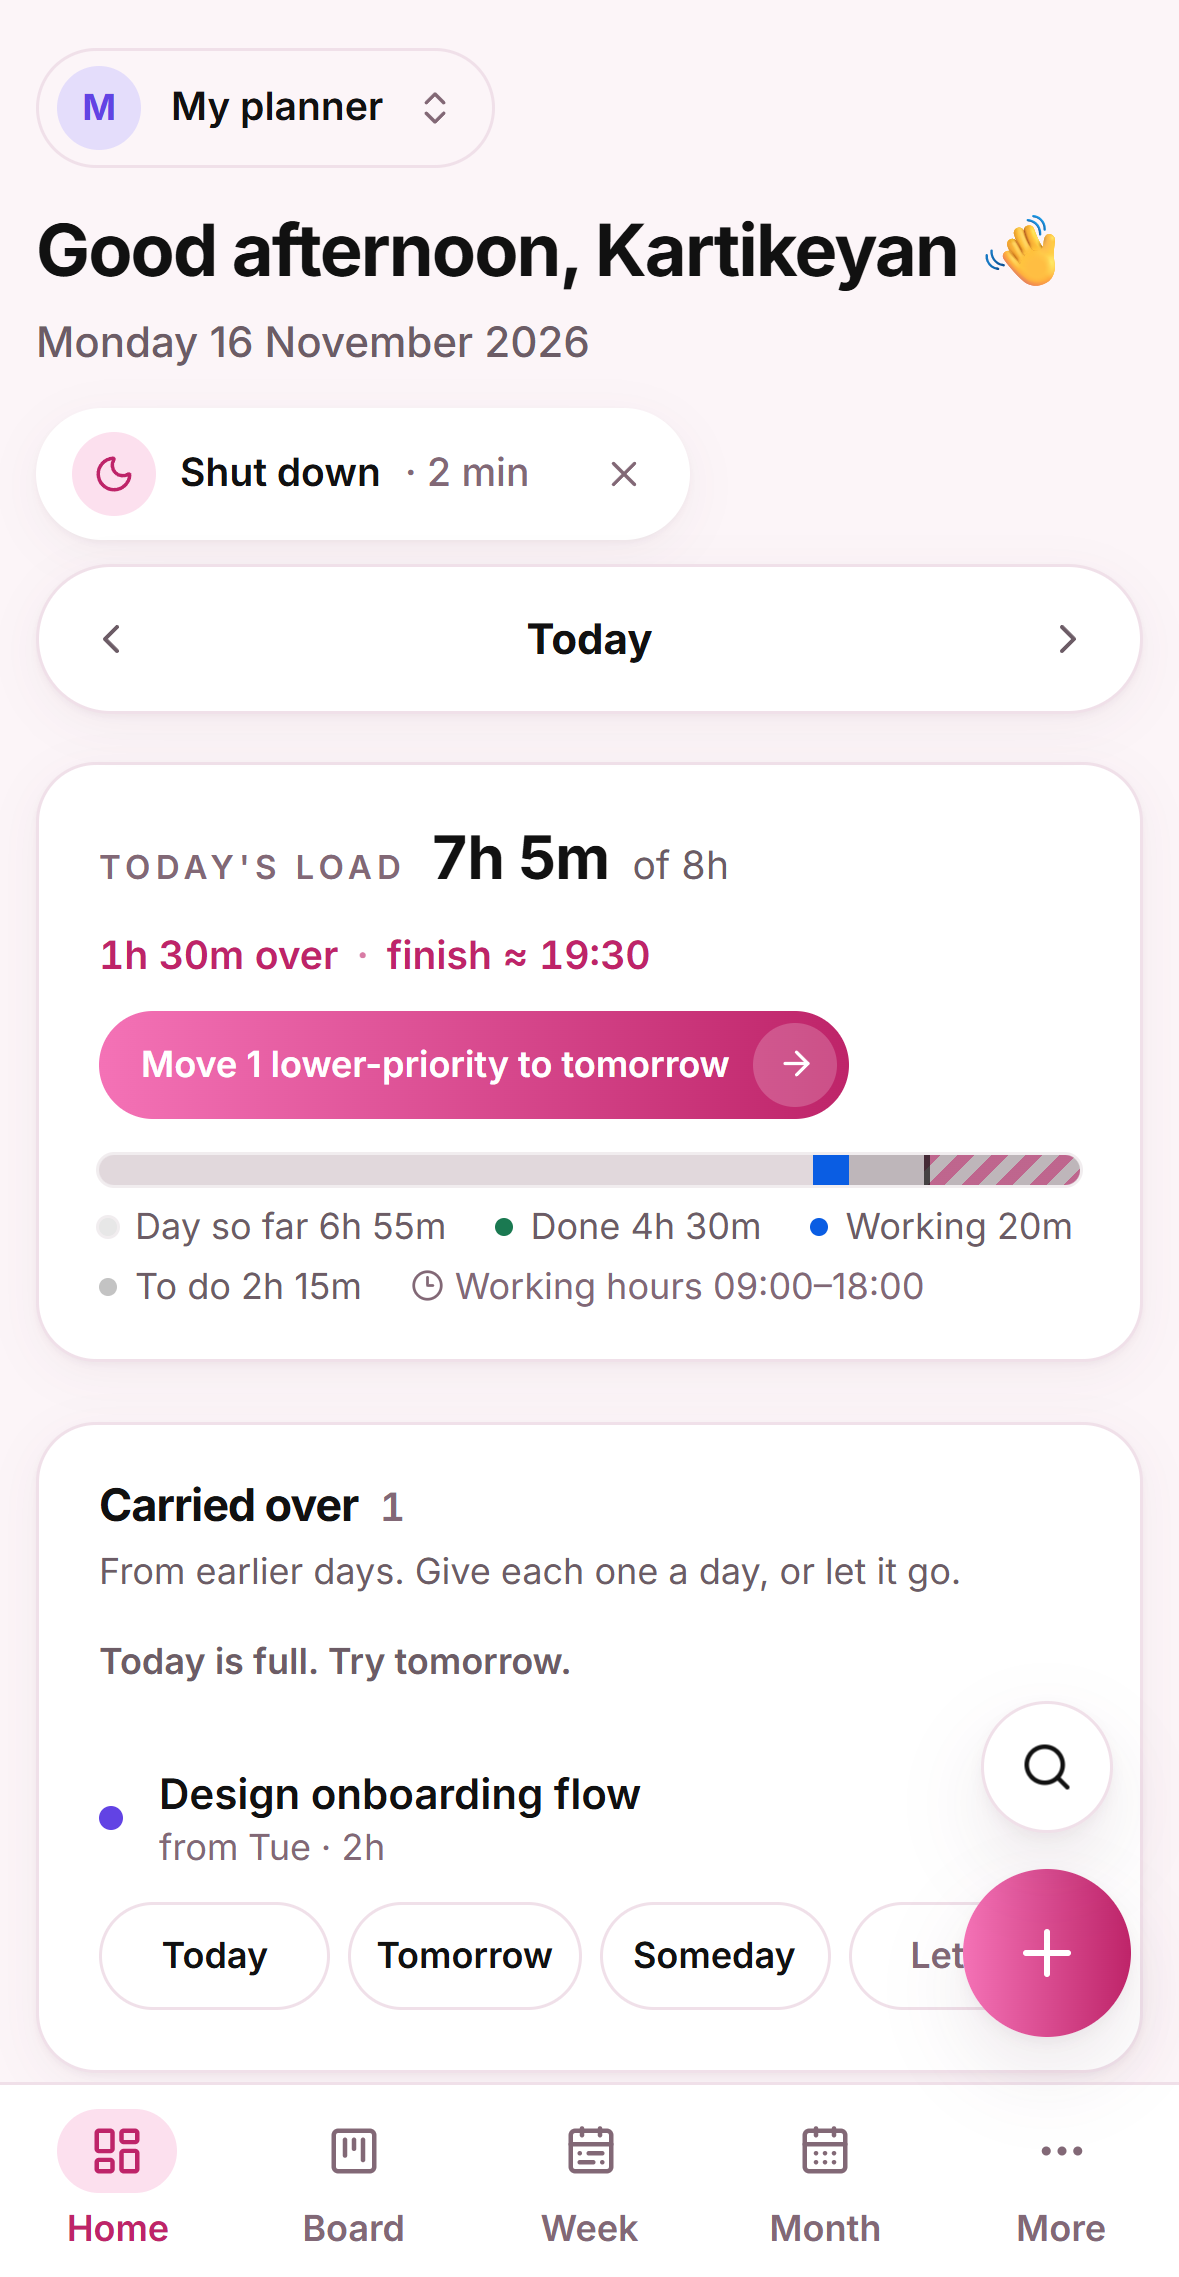 M My planner
Good afternoon, Kartikeyan 👋
Monday 16 November 2026
Shut down · 2 min
Today
TODAY'S LOAD 7h 5m of 8h
1h 30m over · finish ≈ 19:30
Move 1 lower-priority to tomorrow
Day so far 6h 55m Done 4h 30m Working 20m
To do 2h 15m Working hours 09:00–18:00
Carried over 1
From earlier days. Give each one a day, or let it go.
Today is full. Try tomorrow.
Design onboarding flow
from Tue · 2h
Today Tomorrow Someday Let
Home Board Week Month More